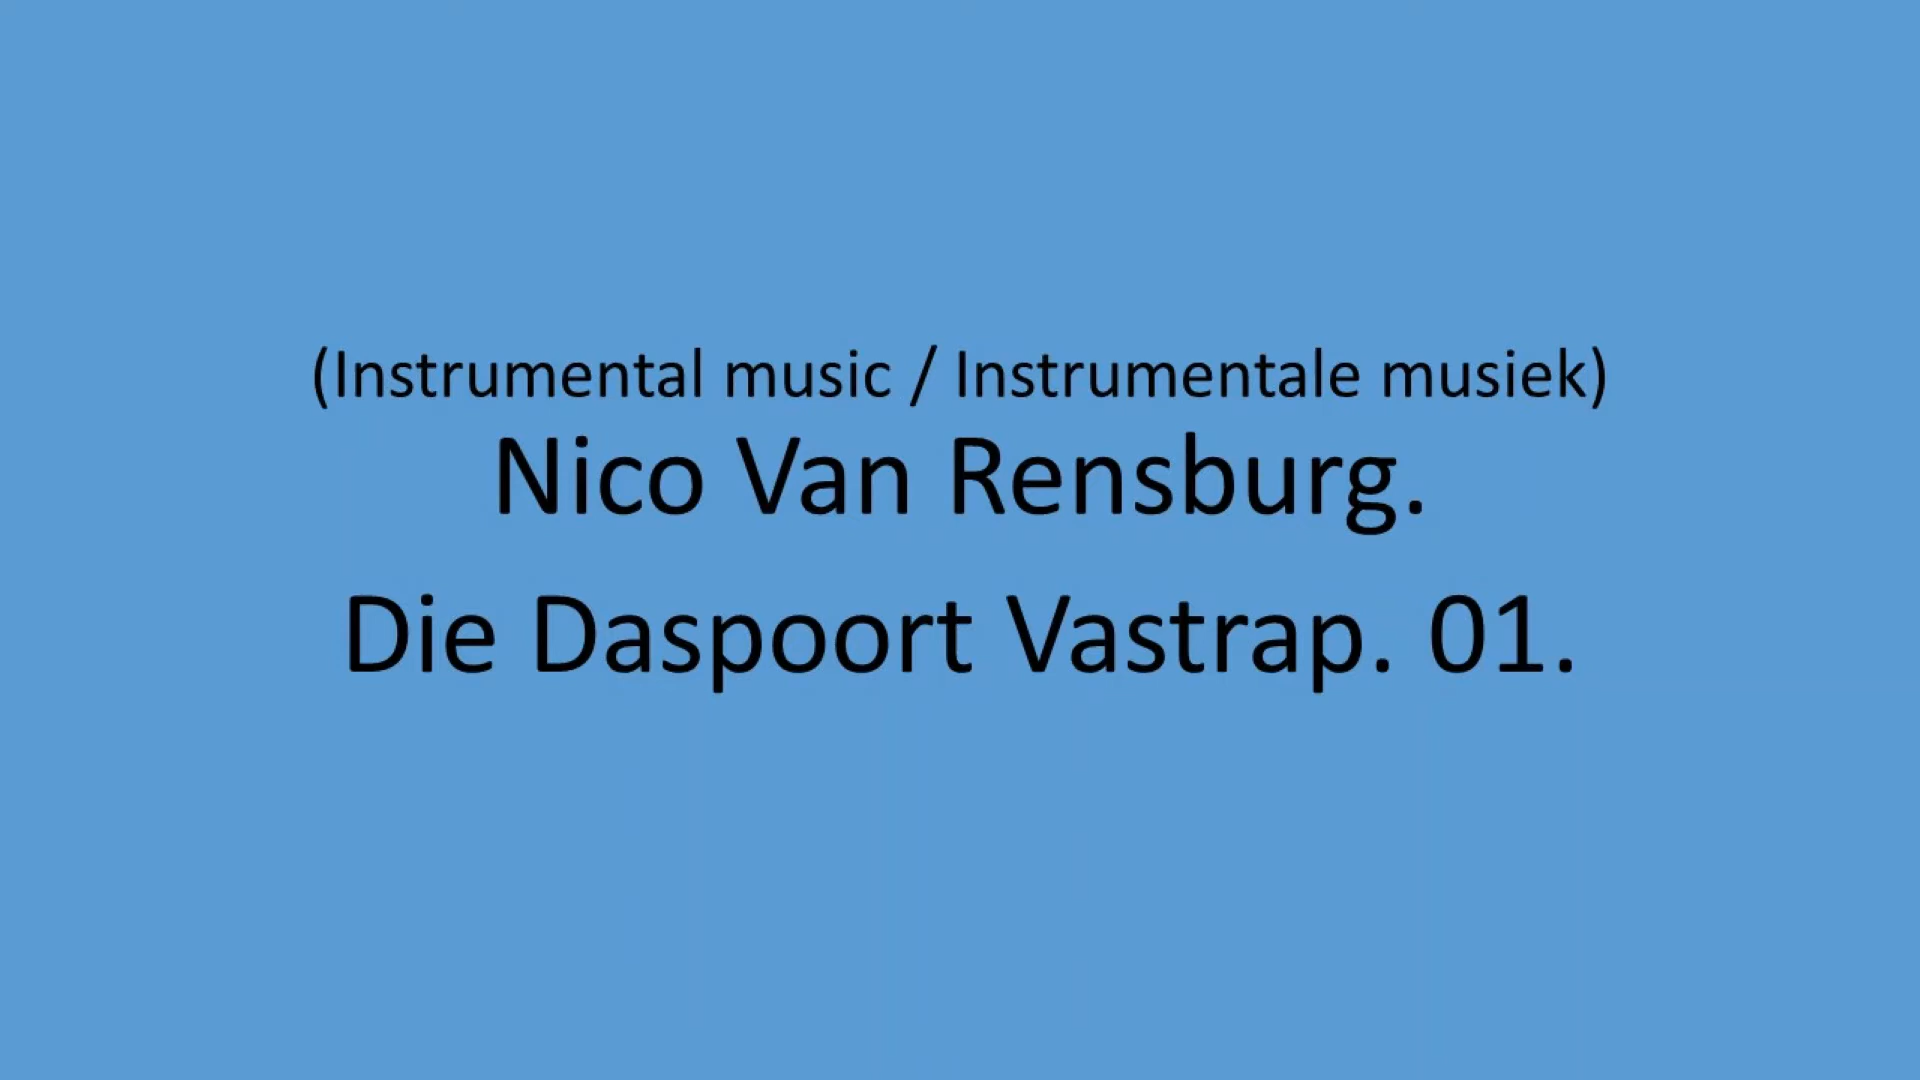 (Instrumental music / Instrumentale musiek)
Nico Van Rensburg.
Die Daspoort Vastrap. 01.